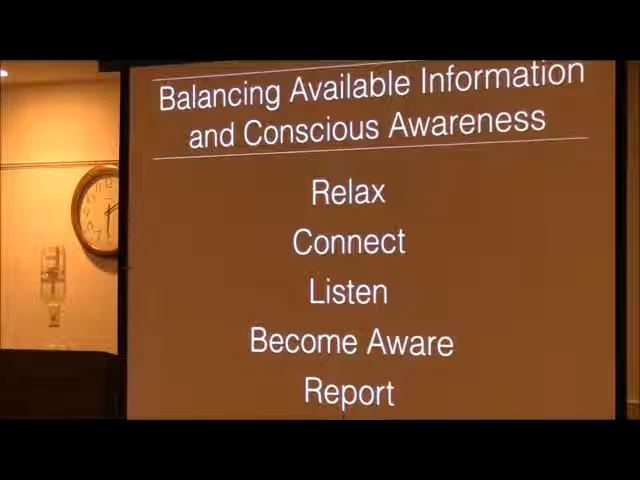 Balancing Available Information
and Conscious Awareness
Relax
Connect
Listen
Become Aware
Report